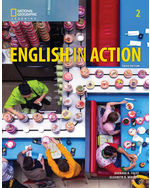 NATIONAL GEOGRAPHIC
LEARNING
2
ENGLISH IN ACTION
THIRD EDITION